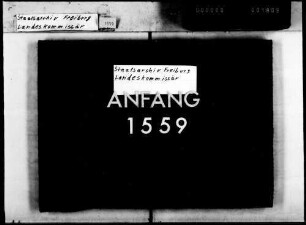 Staatsarchiv Freiburg
Landeskommissär
Staatsarchiv Freiburg
Landeskommissär
ANFANG
1559